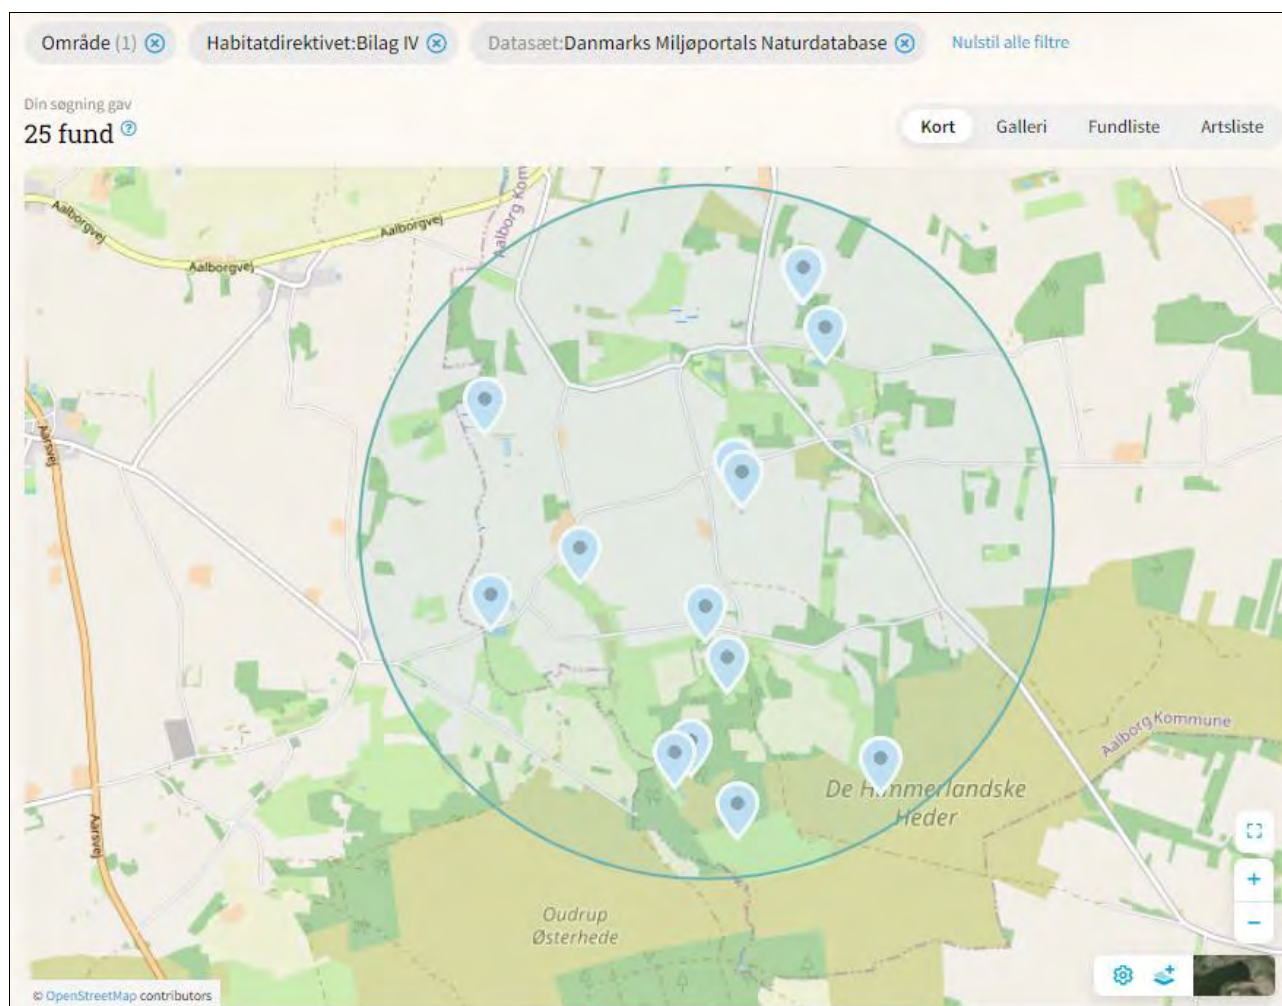 Område (1)
Habitatdirektivet:Bilag IV
Datasæt:Danmarks Miljøportals Naturdatabase
Nulstil alle filtre
Din søgning gav
25 fund
Kort
Galleri
Fundliste
Artsliste
Aalborgvej
Aalborgvej
Aalborgvej
Aalborg Kom
Aarsvej
Aalborg Kommune
De Himmerlandske
Heder
Aarsvej
Oudrup
Østerhede
+
−
© OpenStreetMap contributors